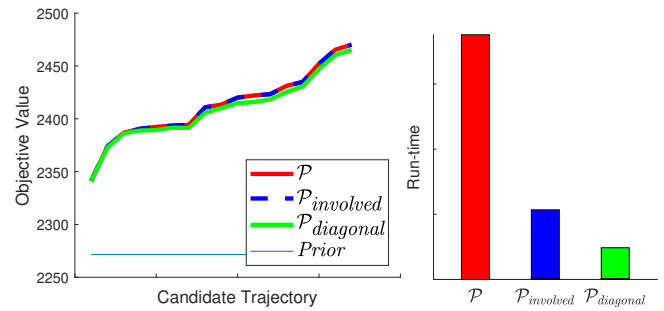 2500
2450
2400
2350
2300
2250
Objective Value
Candidate Trajectory
𝒫
𝒫involved
𝒫diagonal
Prior
Run-time
𝒫
𝒫involved
𝒫diagonal